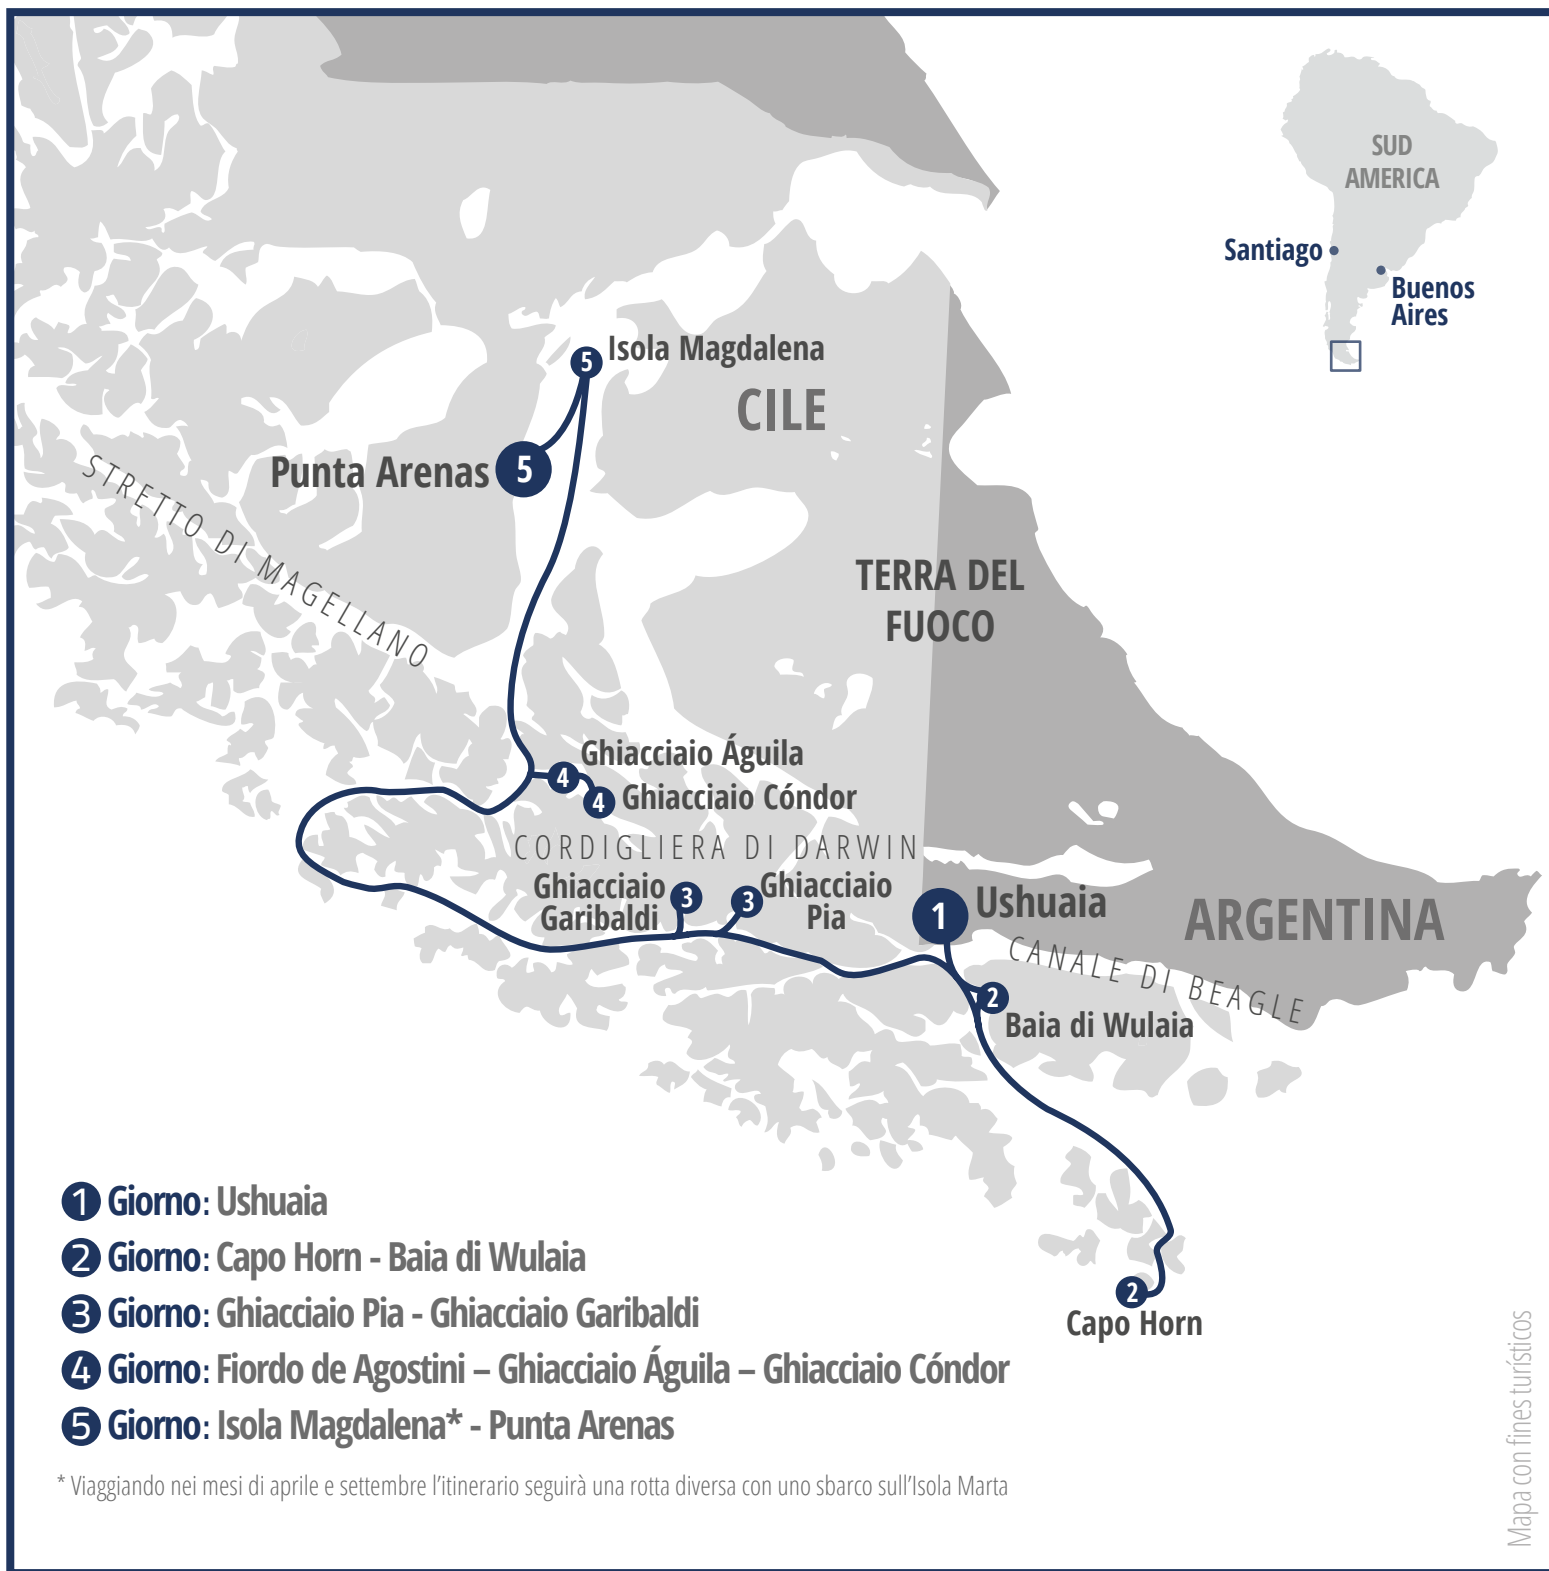 SUD
AMERICA
Santiago
Buenos
Aires
5 Isola Magdalena
CILE
Punta Arenas 5
STRETTO DI MAGELLANO
TERRA DEL
FUOCO
Ghiacciaio Águila
4
4 Ghiacciaio Cóndor
CORDIGLIERA DI DARWIN
Ghiacciaio
Garibaldi
3
3
Ghiacciaio
Pia
1 Ushuaia
ARGENTINA
CANALE DI BEAGLE
2
Baia di Wulaia
2
Capo Horn
1 Giorno: Ushuaia
2 Giorno: Capo Horn - Baia di Wulaia
3 Giorno: Ghiacciaio Pia - Ghiacciaio Garibaldi
4 Giorno: Fiordo de Agostini – Ghiacciaio Águila – Ghiacciaio Cóndor
5 Giorno: Isola Magdalena* - Punta Arenas
* Viaggiando nei mesi di aprile e settembre l'itinerario seguirà una rotta diversa con uno sbarco sull'Isola Marta
Mapa con fines turísticos